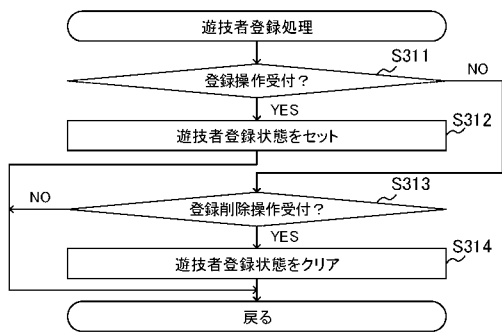 遊技者登録処理
S311
登録操作受付?
NO
YES
S312
遊技者登録状態をセット
S313
NO
登録削除操作受付?
YES
S314
遊技者登録状態をクリア
戻る